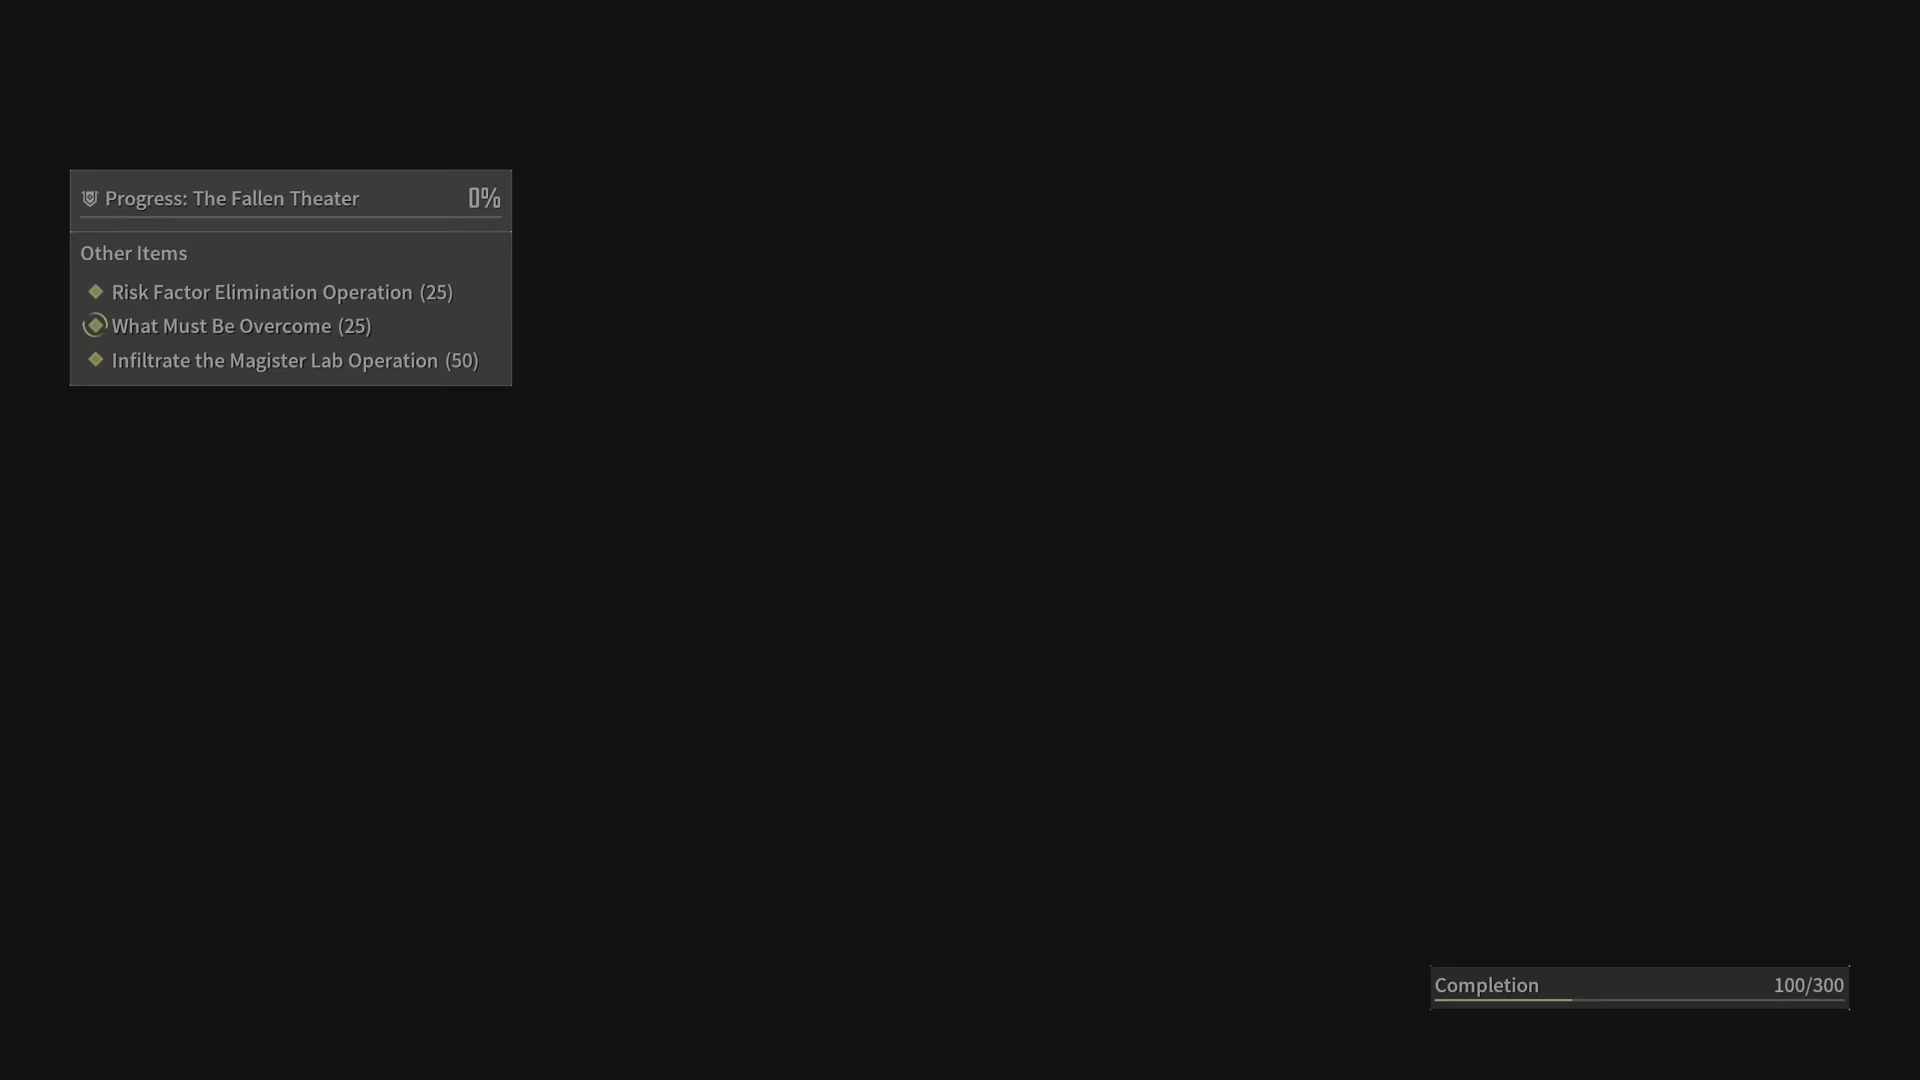 Progress: The Fallen Theater 0%
Other Items
Risk Factor Elimination Operation (25)
What Must Be Overcome (25)
Infiltrate the Magister Lab Operation (50)
Completion 100/300